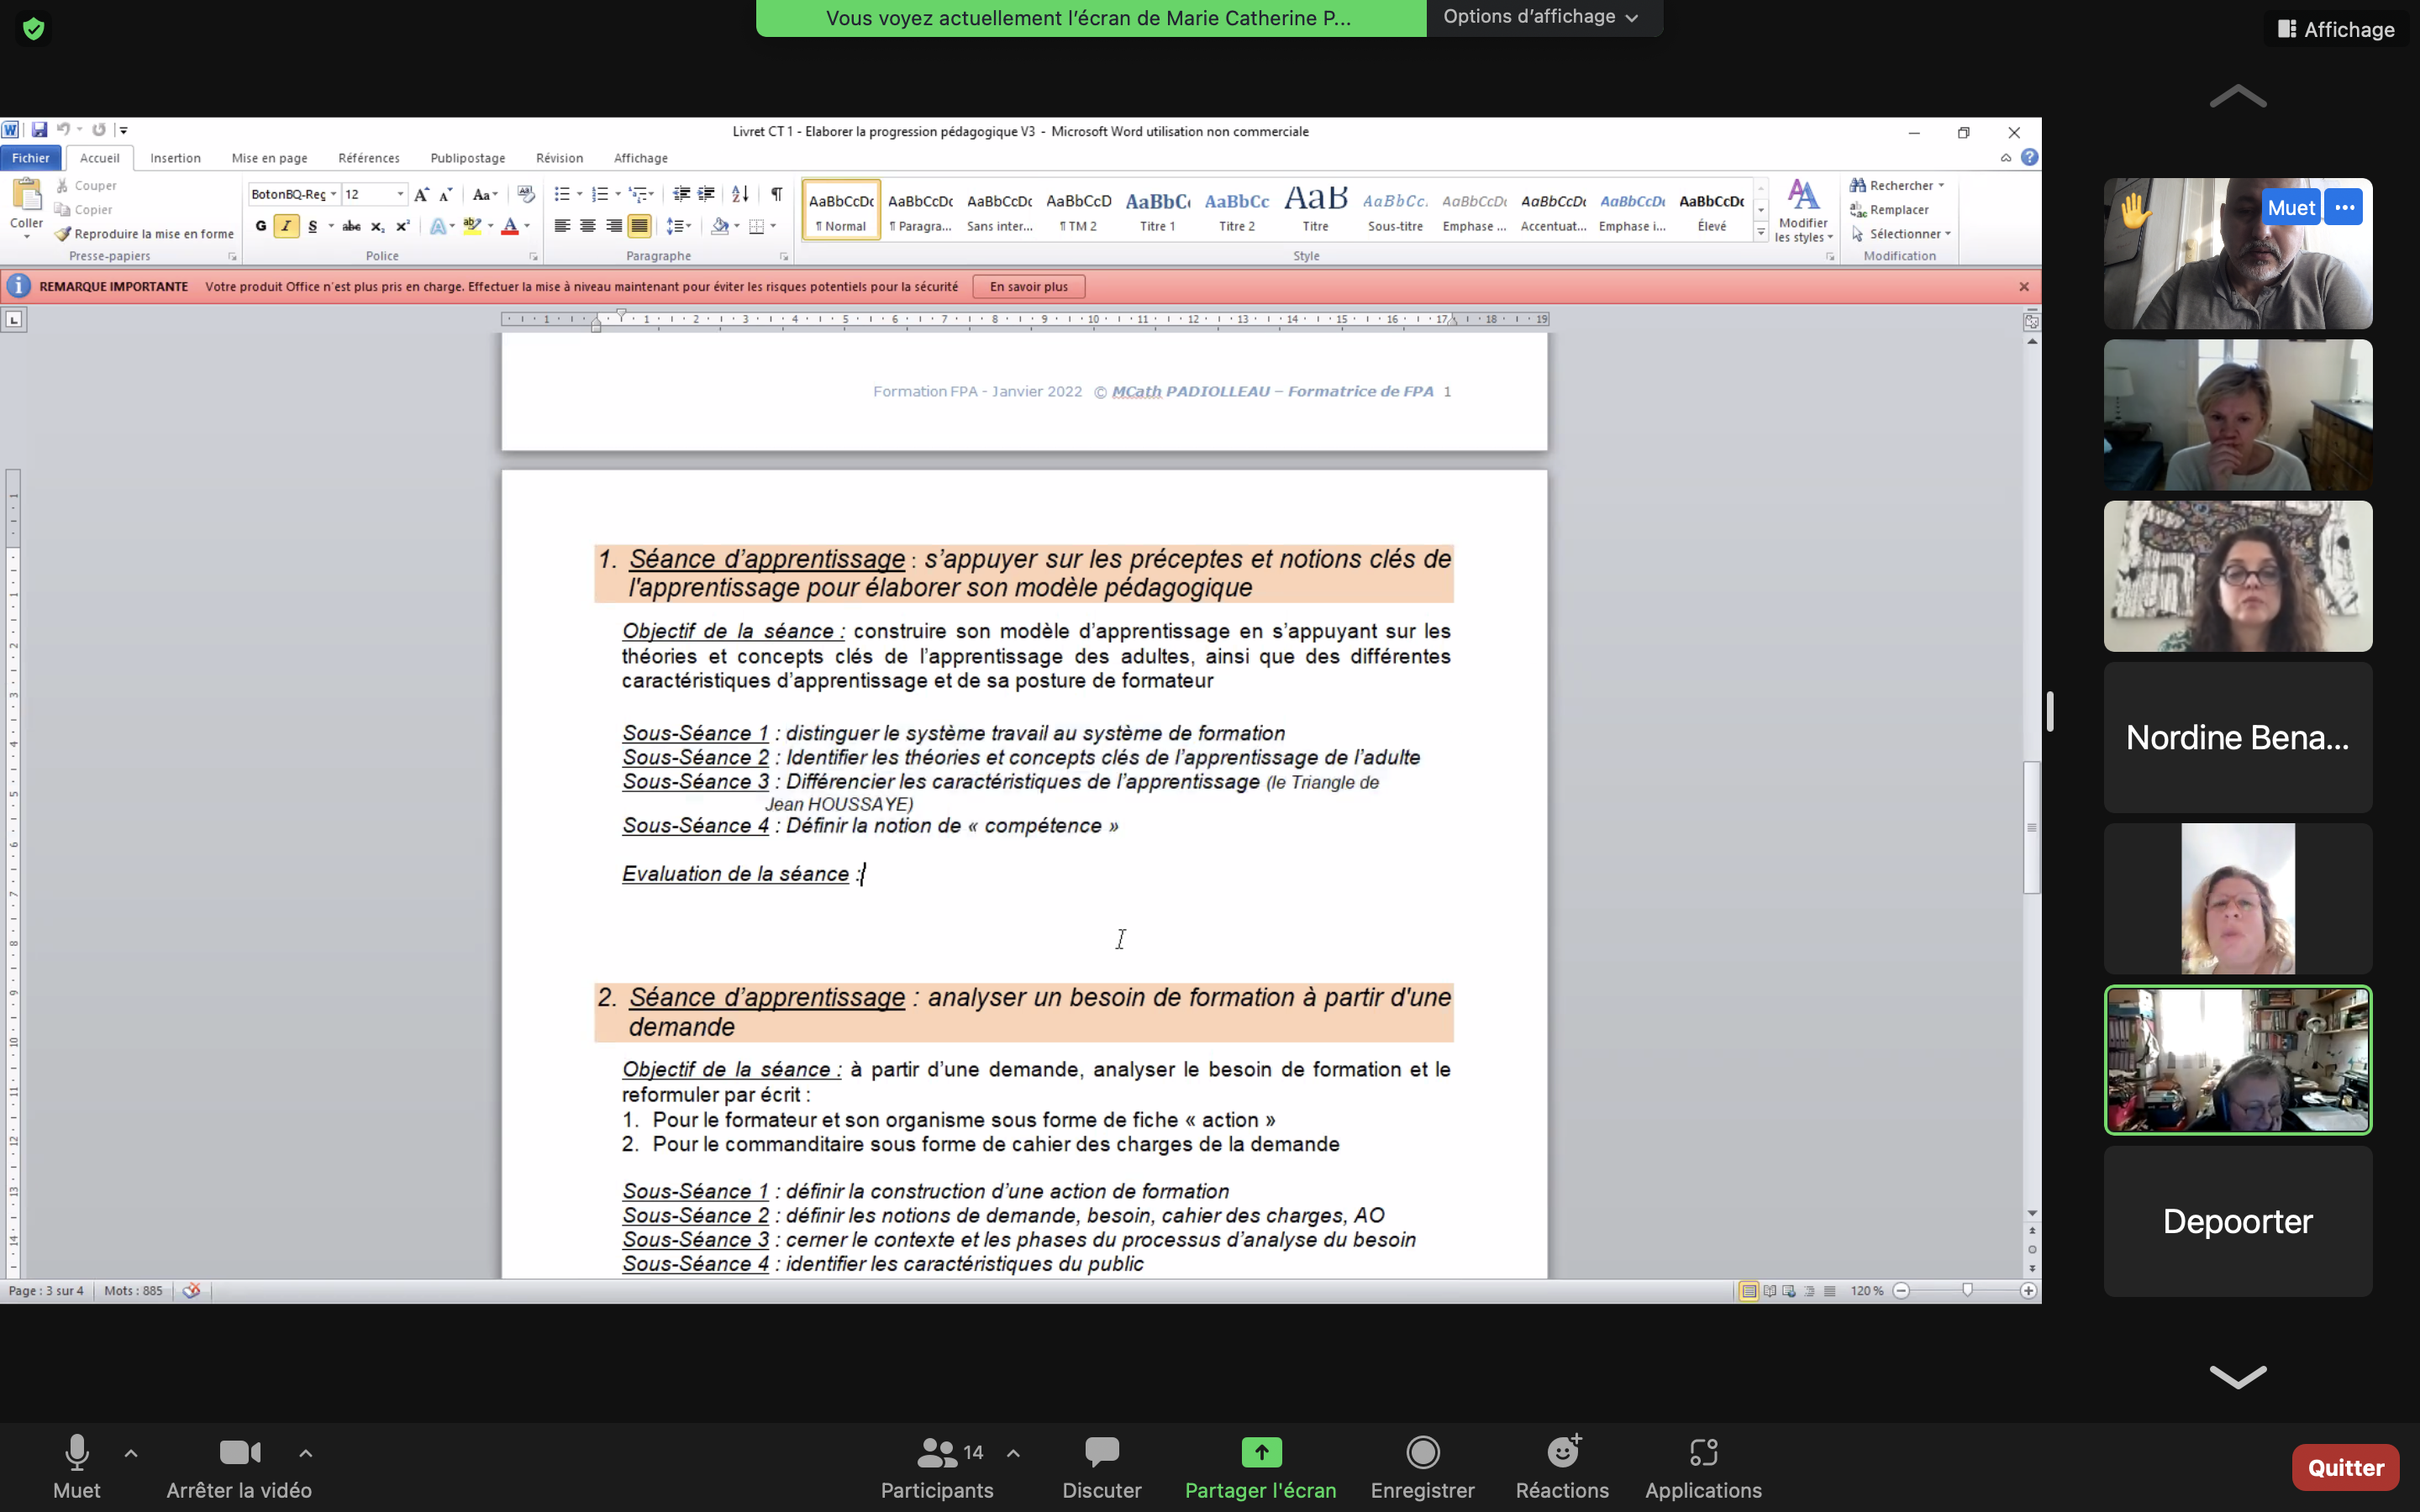 Vous voyez actuellement l'écran de Marie Catherine P...
Options d'affichage
Affichage
Livret CT 1 - Elaborer la progression pédagogique V3 - Microsoft Word utilisation non commerciale
Fichier
Accueil
Insertion
Mise en page
Références
Publipostage
Révision
Affichage
Coller
Couper
Copier
Reproduire la mise en forme
Presse-papiers
BotonBQ-Reg
12
Police
Paragraphe
AaBbCcDc
AaBbCcDc
AaBbCcDc
AaBbCcD
AaBbC
AaBbCc
AaB
AaBbCc.
AaBbCcDc
AaBbCcDc
AaBbCcDc
AaBbCcDc
¶ Normal
¶ Paragra...
Sans inter...
¶ TM 2
Titre 1
Titre 2
Titre
Sous-titre
Emphase ...
Accentuat...
Emphase i...
Élevé
Style
Modifier
les styles
Rechercher
Remplacer
Sélectionner
Modification
REMARQUE IMPORTANTE Votre produit Office n'est plus pris en charge. Effectuer la mise à niveau maintenant pour éviter les risques potentiels pour la sécurité
En savoir plus
Formation FPA - Janvier 2022 © MCath PADIOLLEAU – Formatrice de FPA 1
1. Séance d'apprentissage : s'appuyer sur les préceptes et notions clés de
l'apprentissage pour élaborer son modèle pédagogique
Objectif de la séance : construire son modèle d'apprentissage en s'appuyant sur les
théories et concepts clés de l'apprentissage des adultes, ainsi que des différentes
caractéristiques d'apprentissage et de sa posture de formateur
Sous-Séance 1 : distinguer le système travail au système de formation
Sous-Séance 2 : Identifier les théories et concepts clés de l'apprentissage de l'adulte
Sous-Séance 3 : Différencier les caractéristiques de l'apprentissage (le Triangle de
Jean HOUSSAYE)
Sous-Séance 4 : Définir la notion de « compétence »
Evaluation de la séance :
2. Séance d'apprentissage : analyser un besoin de formation à partir d'une
demande
Objectif de la séance : à partir d'une demande, analyser le besoin de formation et le
reformuler par écrit :
1. Pour le formateur et son organisme sous forme de fiche « action »
2. Pour le commanditaire sous forme de cahier des charges de la demande
Sous-Séance 1 : définir la construction d'une action de formation
Sous-Séance 2 : définir les notions de demande, besoin, cahier des charges, AO
Sous-Séance 3 : cerner le contexte et les phases du processus d'analyse du besoin
Sous-Séance 4 : identifier les caractéristiques du public
Page : 3 sur 4
Mots : 885
120 %
Muet
Nordine Bena...
Depoorter
Muet
Arrêter la vidéo
14
Participants
Discuter
Partager l'écran
Enregistrer
Réactions
Applications
Quitter